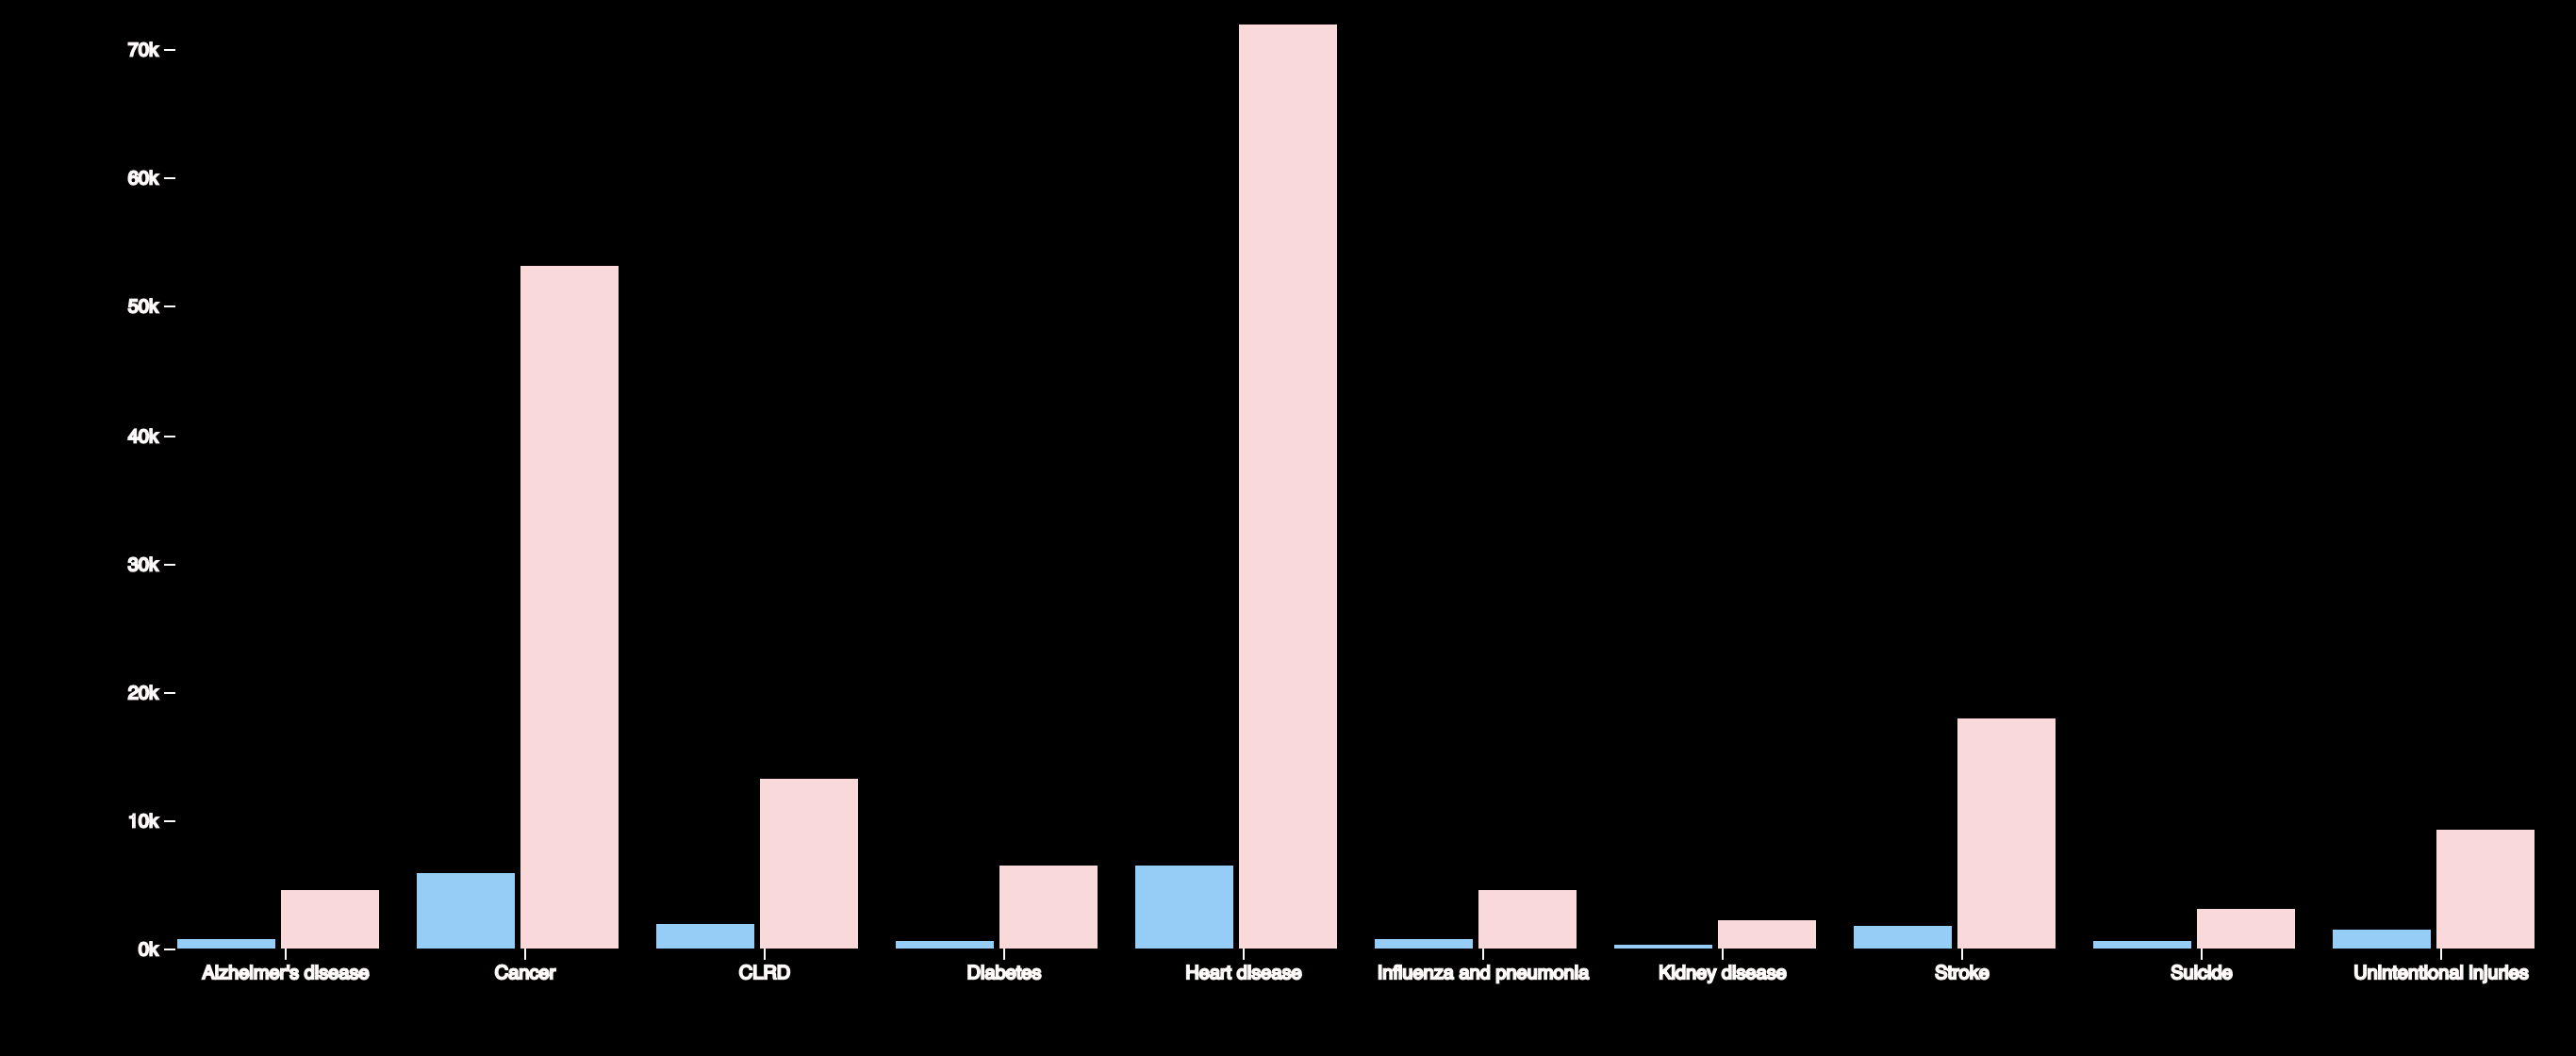 70k
60k
50k
40k
30k
20k
10k
0k
Alzheimer's disease
Cancer
CLRD
Diabetes
Heart disease
Influenza and pneumonia
Kidney disease
Stroke
Suicide
Unintentional injuries